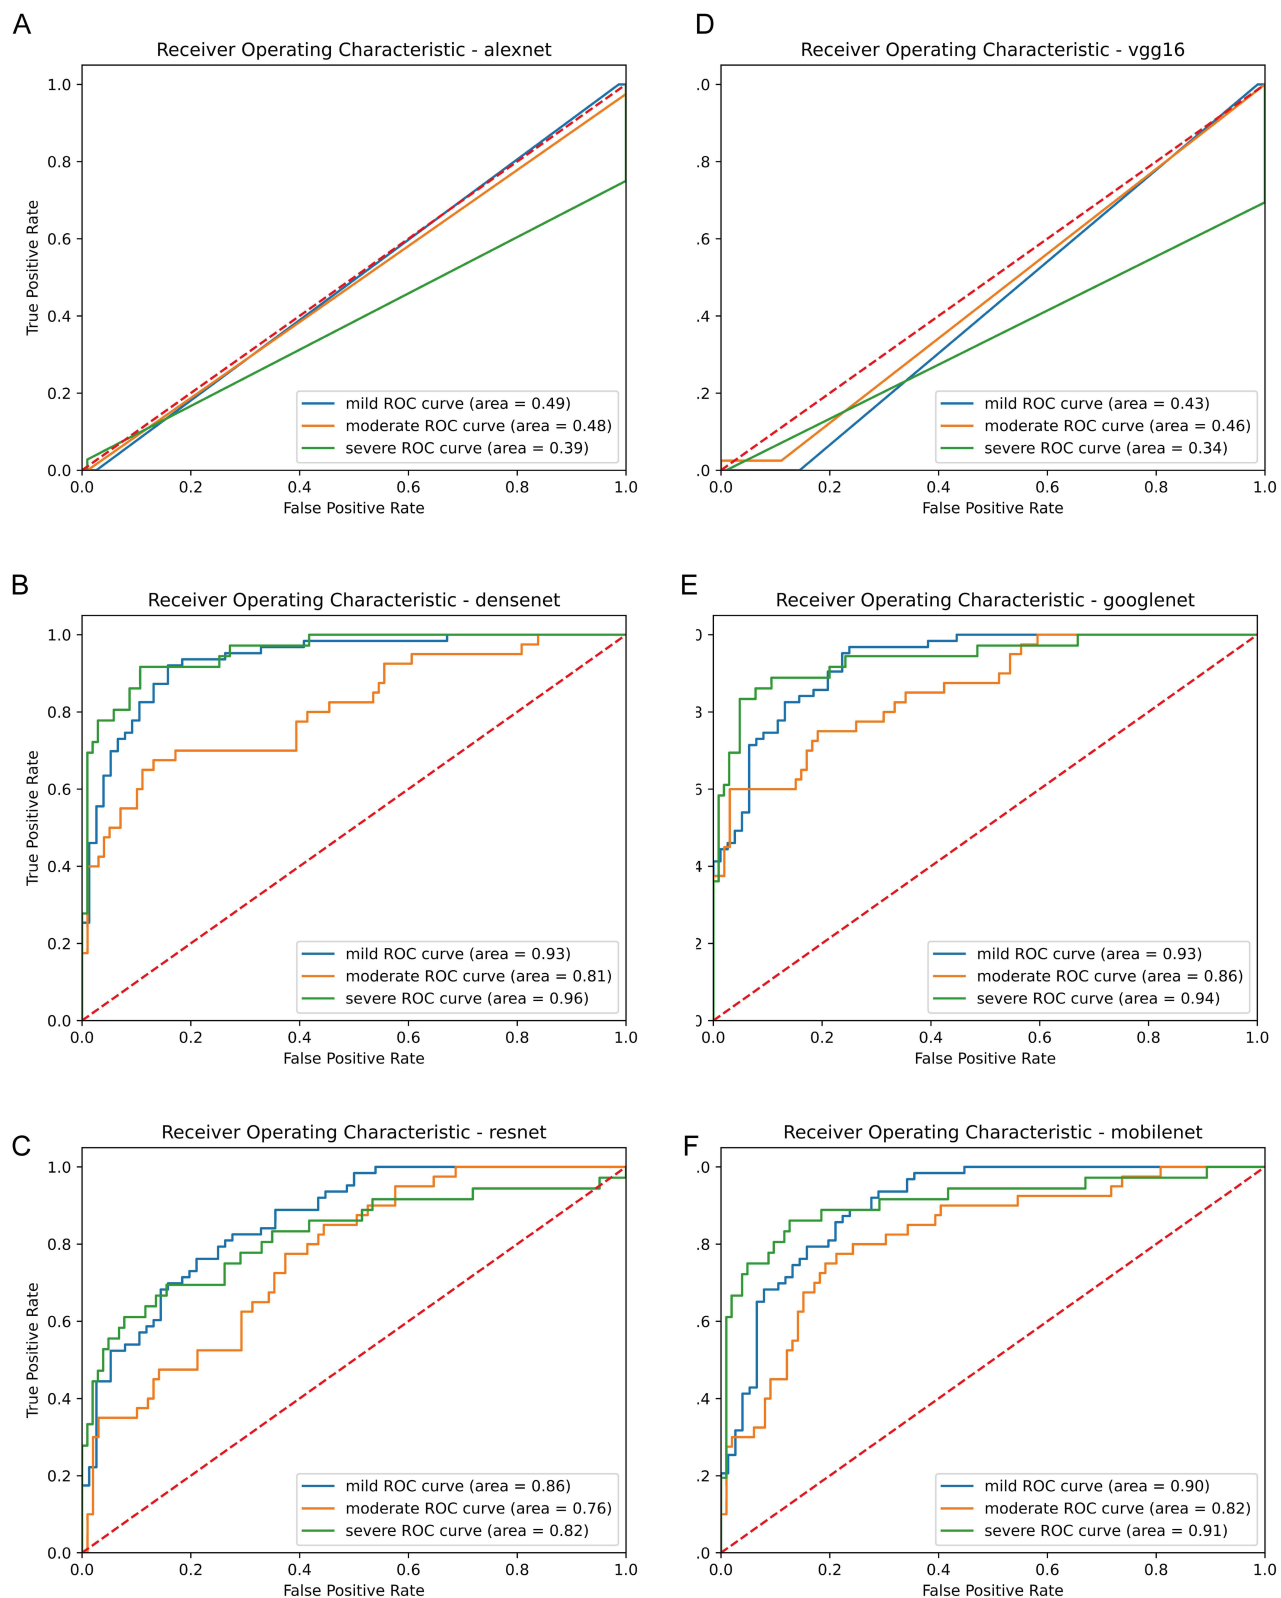 A
Receiver Operating Characteristic - alexnet
True Positive Rate
1.0
0.8
0.6
0.4
0.2
0.0
mild ROC curve (area = 0.49)
moderate ROC curve (area = 0.48)
severe ROC curve (area = 0.39)
0.0 0.2 0.4 0.6 0.8 1.0
False Positive Rate
D
Receiver Operating Characteristic - vgg16
.0
.8
.6
.4
.2
.0
mild ROC curve (area = 0.43)
moderate ROC curve (area = 0.46)
severe ROC curve (area = 0.34)
0.0 0.2 0.4 0.6 0.8 1.0
False Positive Rate
B
Receiver Operating Characteristic - densenet
True Positive Rate
1.0
0.8
0.6
0.4
0.2
0.0
mild ROC curve (area = 0.93)
moderate ROC curve (area = 0.81)
severe ROC curve (area = 0.96)
0.0 0.2 0.4 0.6 0.8 1.0
False Positive Rate
E
Receiver Operating Characteristic - googlenet
4
2
mild ROC curve (area = 0.93)
moderate ROC curve (area = 0.86)
severe ROC curve (area = 0.94)
0.0 0.2 0.4 0.6 0.8 1.0
False Positive Rate
C
Receiver Operating Characteristic - resnet
True Positive Rate
1.0
0.8
0.6
0.4
0.2
0.0
mild ROC curve (area = 0.86)
moderate ROC curve (area = 0.76)
severe ROC curve (area = 0.82)
0.0 0.2 0.4 0.6 0.8 1.0
False Positive Rate
F
Receiver Operating Characteristic - mobilenet
.0
.8
.6
.4
.2
.0
mild ROC curve (area = 0.90)
moderate ROC curve (area = 0.82)
severe ROC curve (area = 0.91)
0.0 0.2 0.4 0.6 0.8 1.0
False Positive Rate